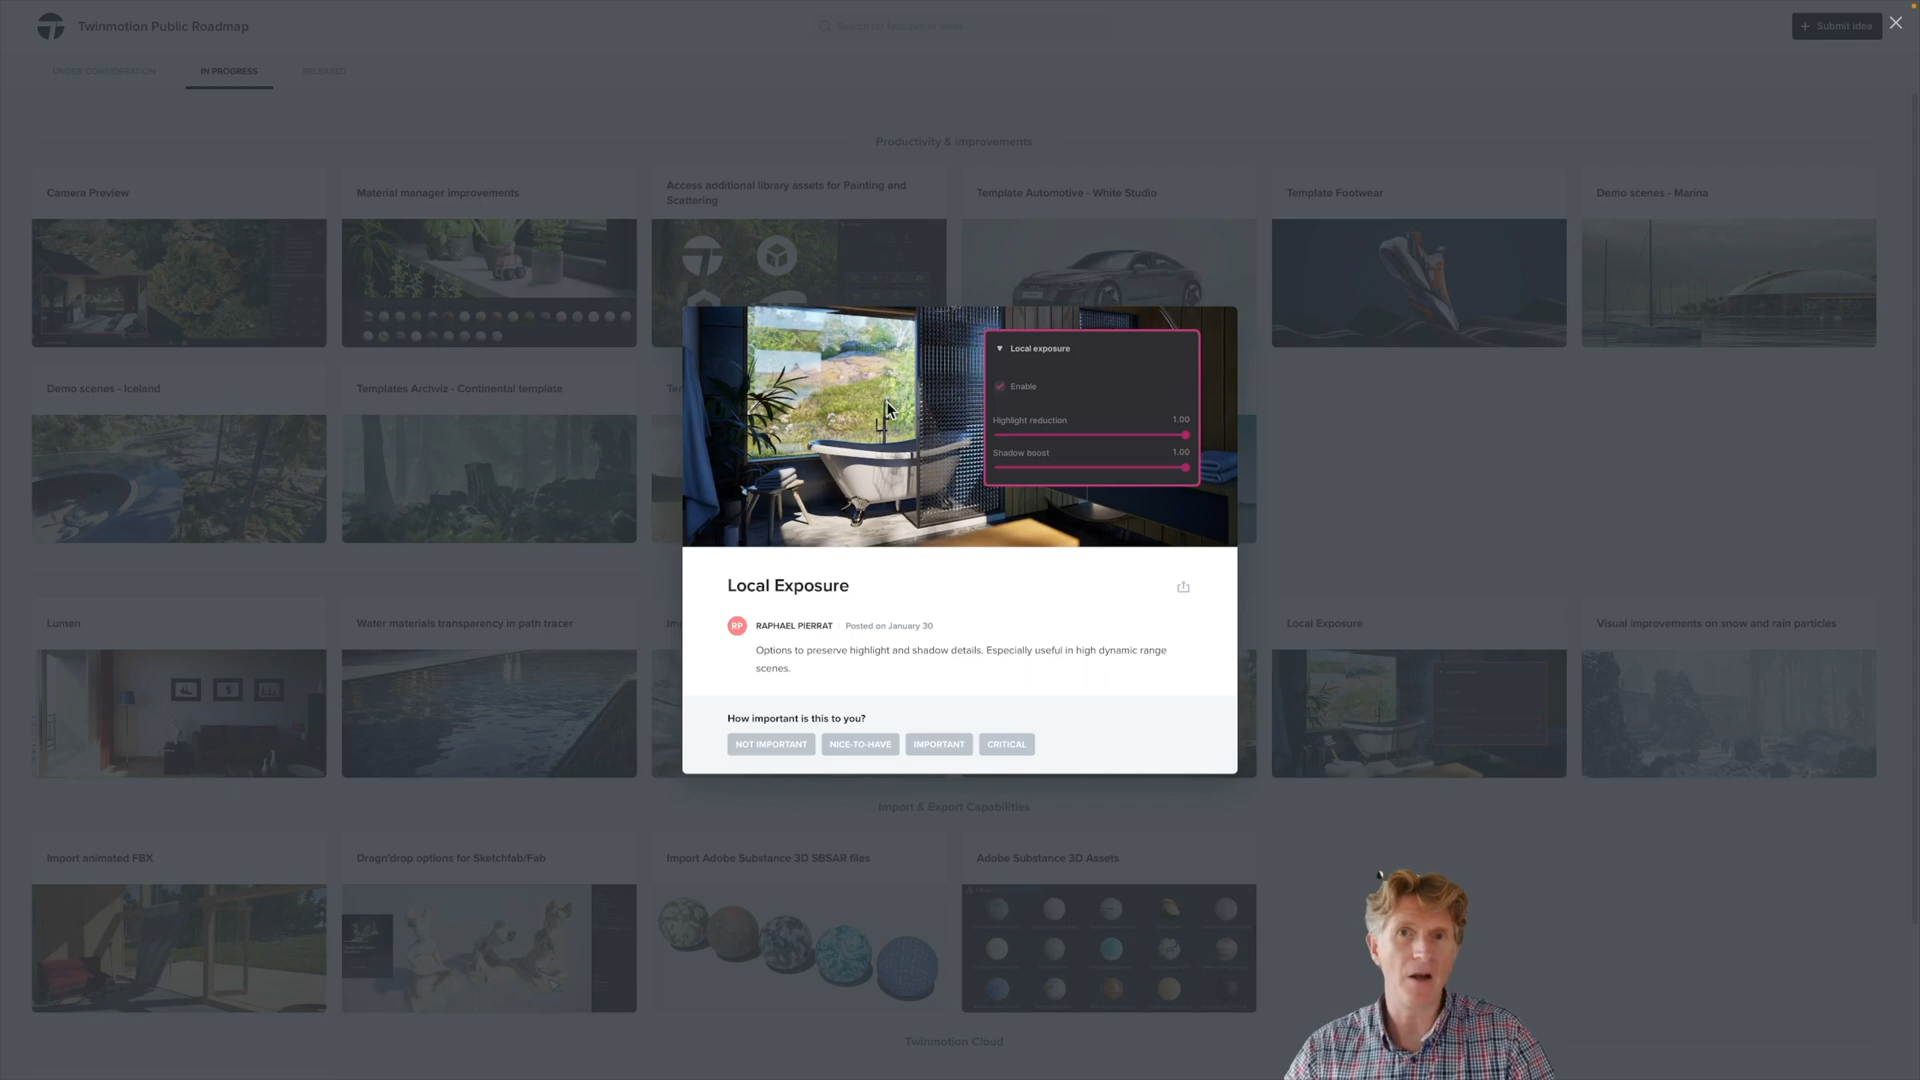 Twinmotion Public Roadmap
Search for features or ideas
+ Submit idea
UNDER CONSIDERATION
IN PROGRESS
RELEASED
Productivity & improvements
Camera Preview
Material manager improvements
Access additional library assets for Painting and
Scattering
Template Automotive - White Studio
Template Footwear
Demo scenes - Marina
Demo scenes - Iceland
Templates Archviz - Continental template
Local exposure
Enable
Highlight reduction 1.00
Shadow boost 1.00
Local Exposure
RP RAPHAEL PIERRAT Posted on January 30
Options to preserve highlight and shadow details. Especially useful in high dynamic range
scenes.
How important is this to you?
NOT IMPORTANT NICE-TO-HAVE IMPORTANT CRITICAL
Lumen
Water materials transparency in path tracer
Local Exposure
Visual improvements on snow and rain particles
Import & Export Capabilities
Import animated FBX
Dragn'drop options for Sketchfab/Fab
Import Adobe Substance 3D SBSAR files
Adobe Substance 3D Assets
Twinmotion Cloud